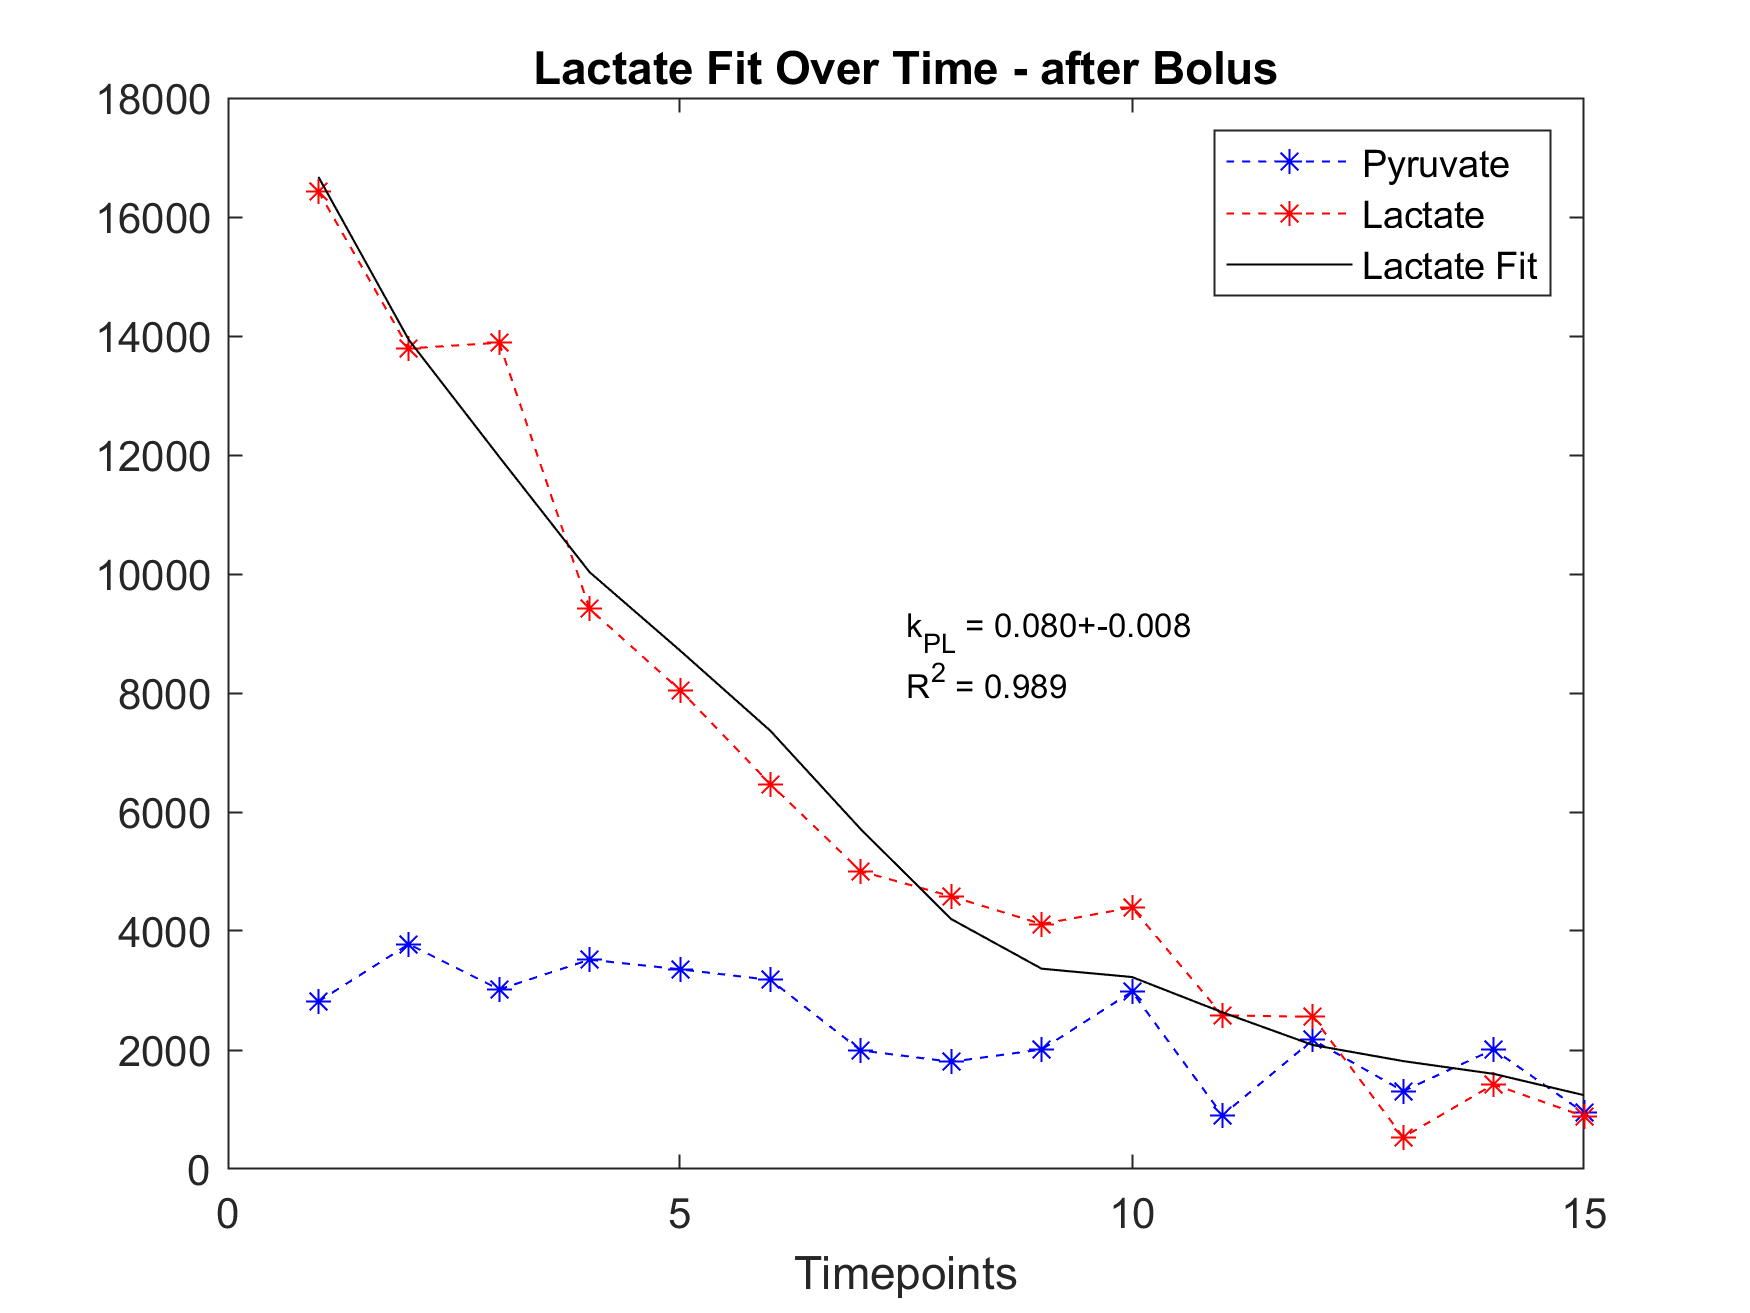 Lactate Fit Over Time - after Bolus
18000
16000
14000
12000
10000
8000
6000
4000
2000
0
Pyruvate
Lactate
Lactate Fit
kPL = 0.080+-0.008
R2 = 0.989
0 5 10 15
Timepoints